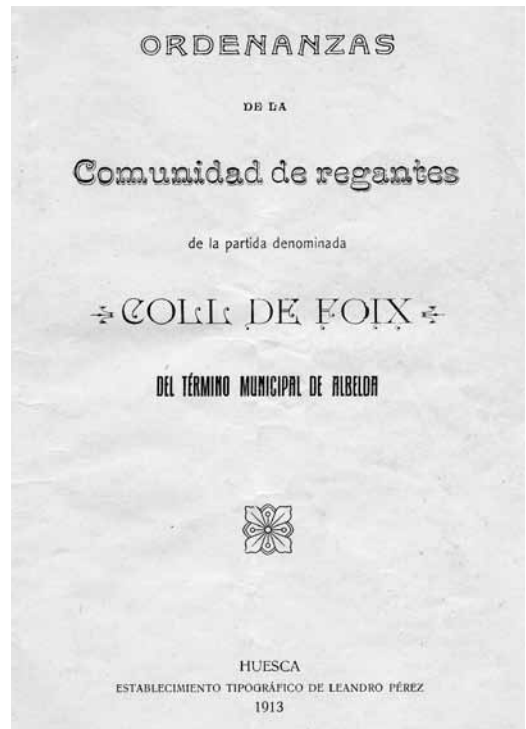 ORDENANZAS
DE LA
Comunidad de regantes
de la partida denominada
COLL DE FOIX
DEL TÉRMINO MUNICIPAL DE ALBELDA
HUESCA
ESTABLECIMIENTO TIPOGRÁFICO DE LEANDRO PÉREZ
1913